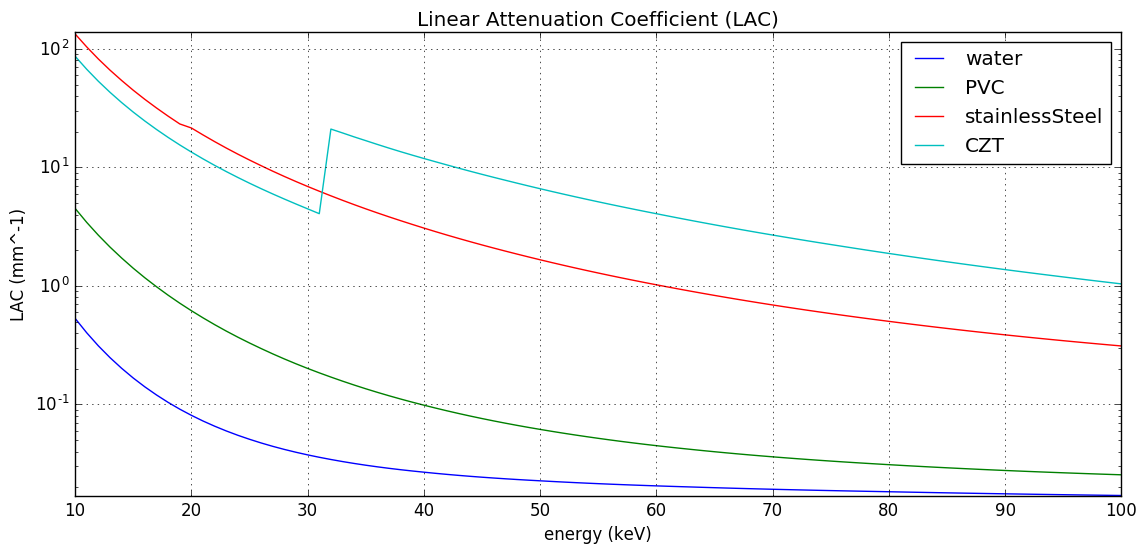 Linear Attenuation Coefficient (LAC)
10^2
10^1
10^0
10^-1
LAC (mm^-1)
water
PVC
stainlessSteel
CZT
10 20 30 40 50 60 70 80 90 100
energy (keV)